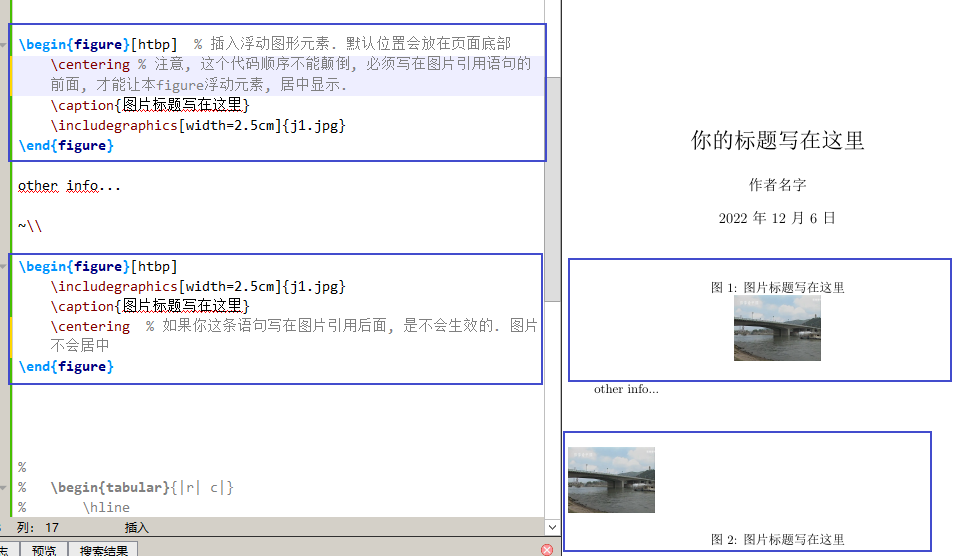 \begin{figure}[htbp]  % 插入浮动图形元素. 默认位置会放在页面底部
\centering % 注意, 这个代码顺序不能颠倒, 必须写在图片引用语句的
前面, 才能让本figure浮动元素, 居中显示.
\caption{图片标题写在这里}
\includegraphics[width=2.5cm]{j1.jpg}
\end{figure}
other info...
~\\
\begin{figure}[htbp]
\includegraphics[width=2.5cm]{j1.jpg}
\caption{图片标题写在这里}
\centering  % 如果你这条语句写在图片引用后面, 是不会生效的. 图片
不会居中
\end{figure}
%
%   \begin{tabular}{|r| c|}
%       \hline
列: 17
插入
志
预览
搜索结果
你的标题写在这里
作者名字
2022 年 12 月 6 日
图 1: 图片标题写在这里
other info...
图 2: 图片标题写在这里